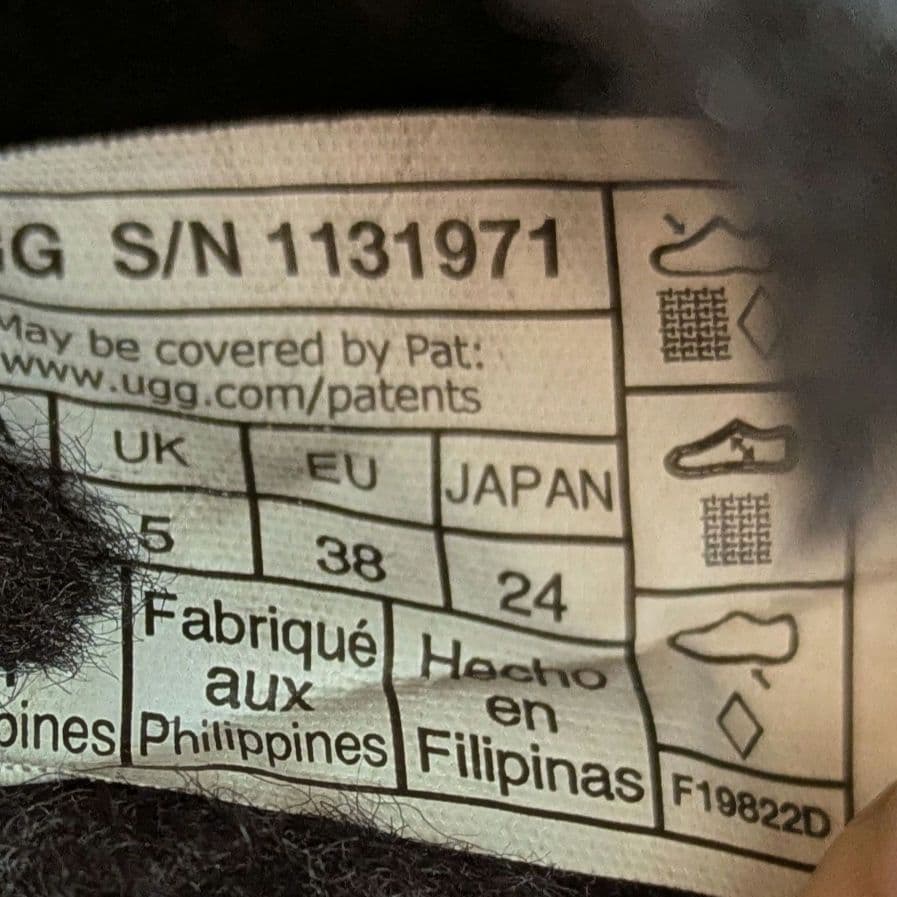 GG S/N 1131971
May be covered by Pat:
www.ugg.com/patents
UK EU JAPAN
5 38 24
Fabriqué
aux
Philippines
Hecho
en
Filipinas
F19822D